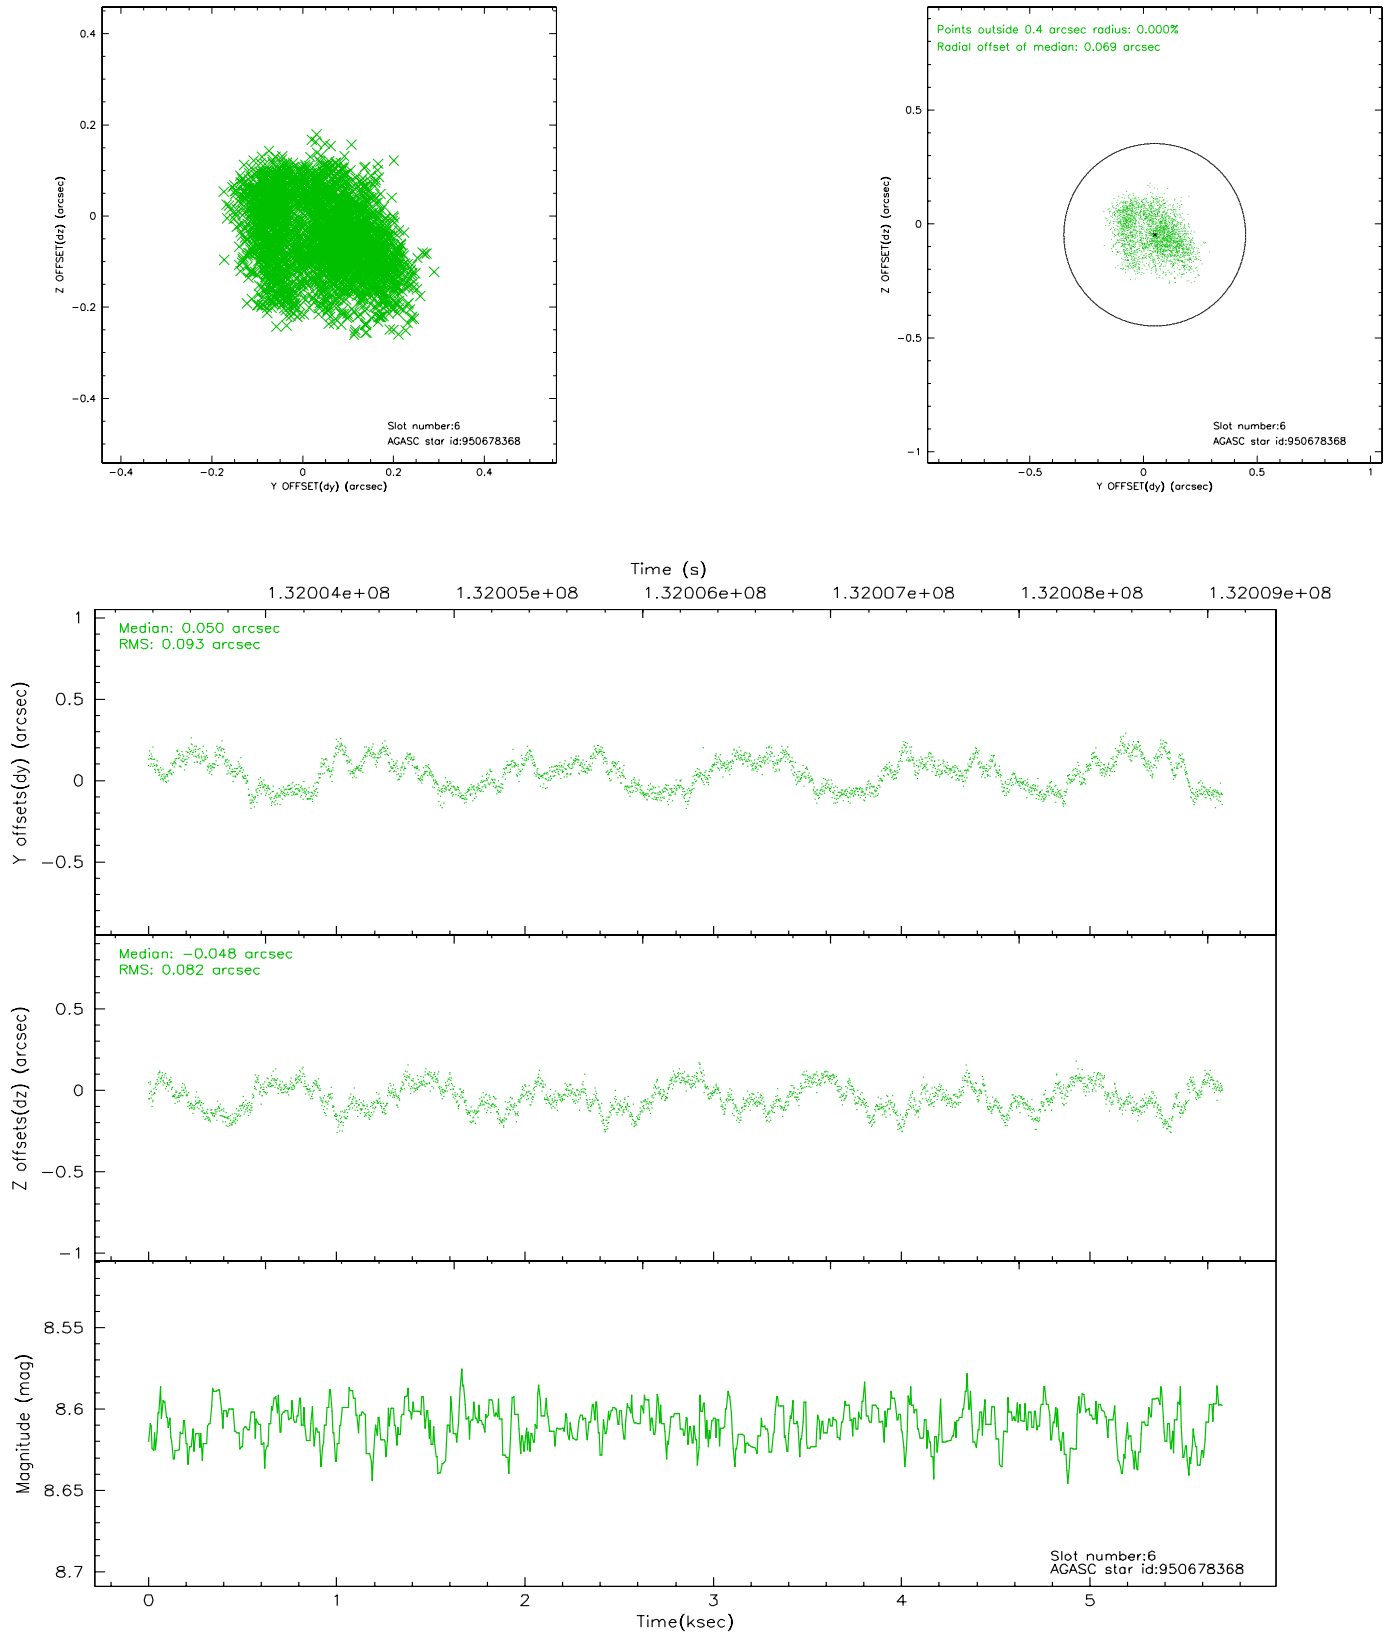 0.4
0.2
0
−0.2
−0.4
Z OFFSET(dz) (arcsec)
−0.4 −0.2 0 0.2 0.4
Y OFFSET(dy) (arcsec)
Slot number:6
AGASC star id:950678368
Points outside 0.4 arcsec radius: 0.000%
Radial offset of median: 0.069 arcsec
0.5
0
−0.5
−1
Z OFFSET(dz) (arcsec)
−0.5 0 0.5 1
Y OFFSET(dy) (arcsec)
Slot number:6
AGASC star id:950678368
Time (s)
1.32004e+08 1.32005e+08 1.32006e+08 1.32007e+08 1.32008e+08 1.32009e+08
Median: 0.050 arcsec
RMS: 0.093 arcsec
1
0.5
0
−0.5
Y offsets(dy) (arcsec)
Median: −0.048 arcsec
RMS: 0.082 arcsec
0.5
0
−0.5
−1
Z offsets(dz) (arcsec)
8.55
8.6
8.65
8.7
Magnitude (mag)
Slot number:6
AGASC star id:950678368
0 1 2 3 4 5
Time(ksec)